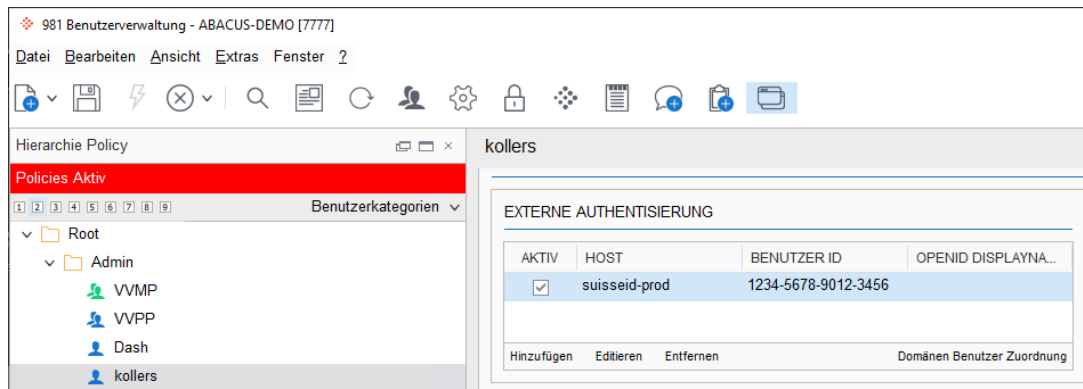 981 Benutzerverwaltung - ABACUS-DEMO [7777]
Datei Bearbeiten Ansicht Extras Fenster ?
Hierarchie Policy
Policies Aktiv
1 2 3 4 5 6 7 8 9 Benutzerkategorien
Root
Admin
VVMP
VVPP
Dash
kollers
kollers
EXTERNE AUTHENTISIERUNG
AKTIV HOST BENUTZER ID OPENID DISPLAYNA...
suisseid-prod 1234-5678-9012-3456
Hinzufügen Editieren Entfernen Domänen Benutzer Zuordnung